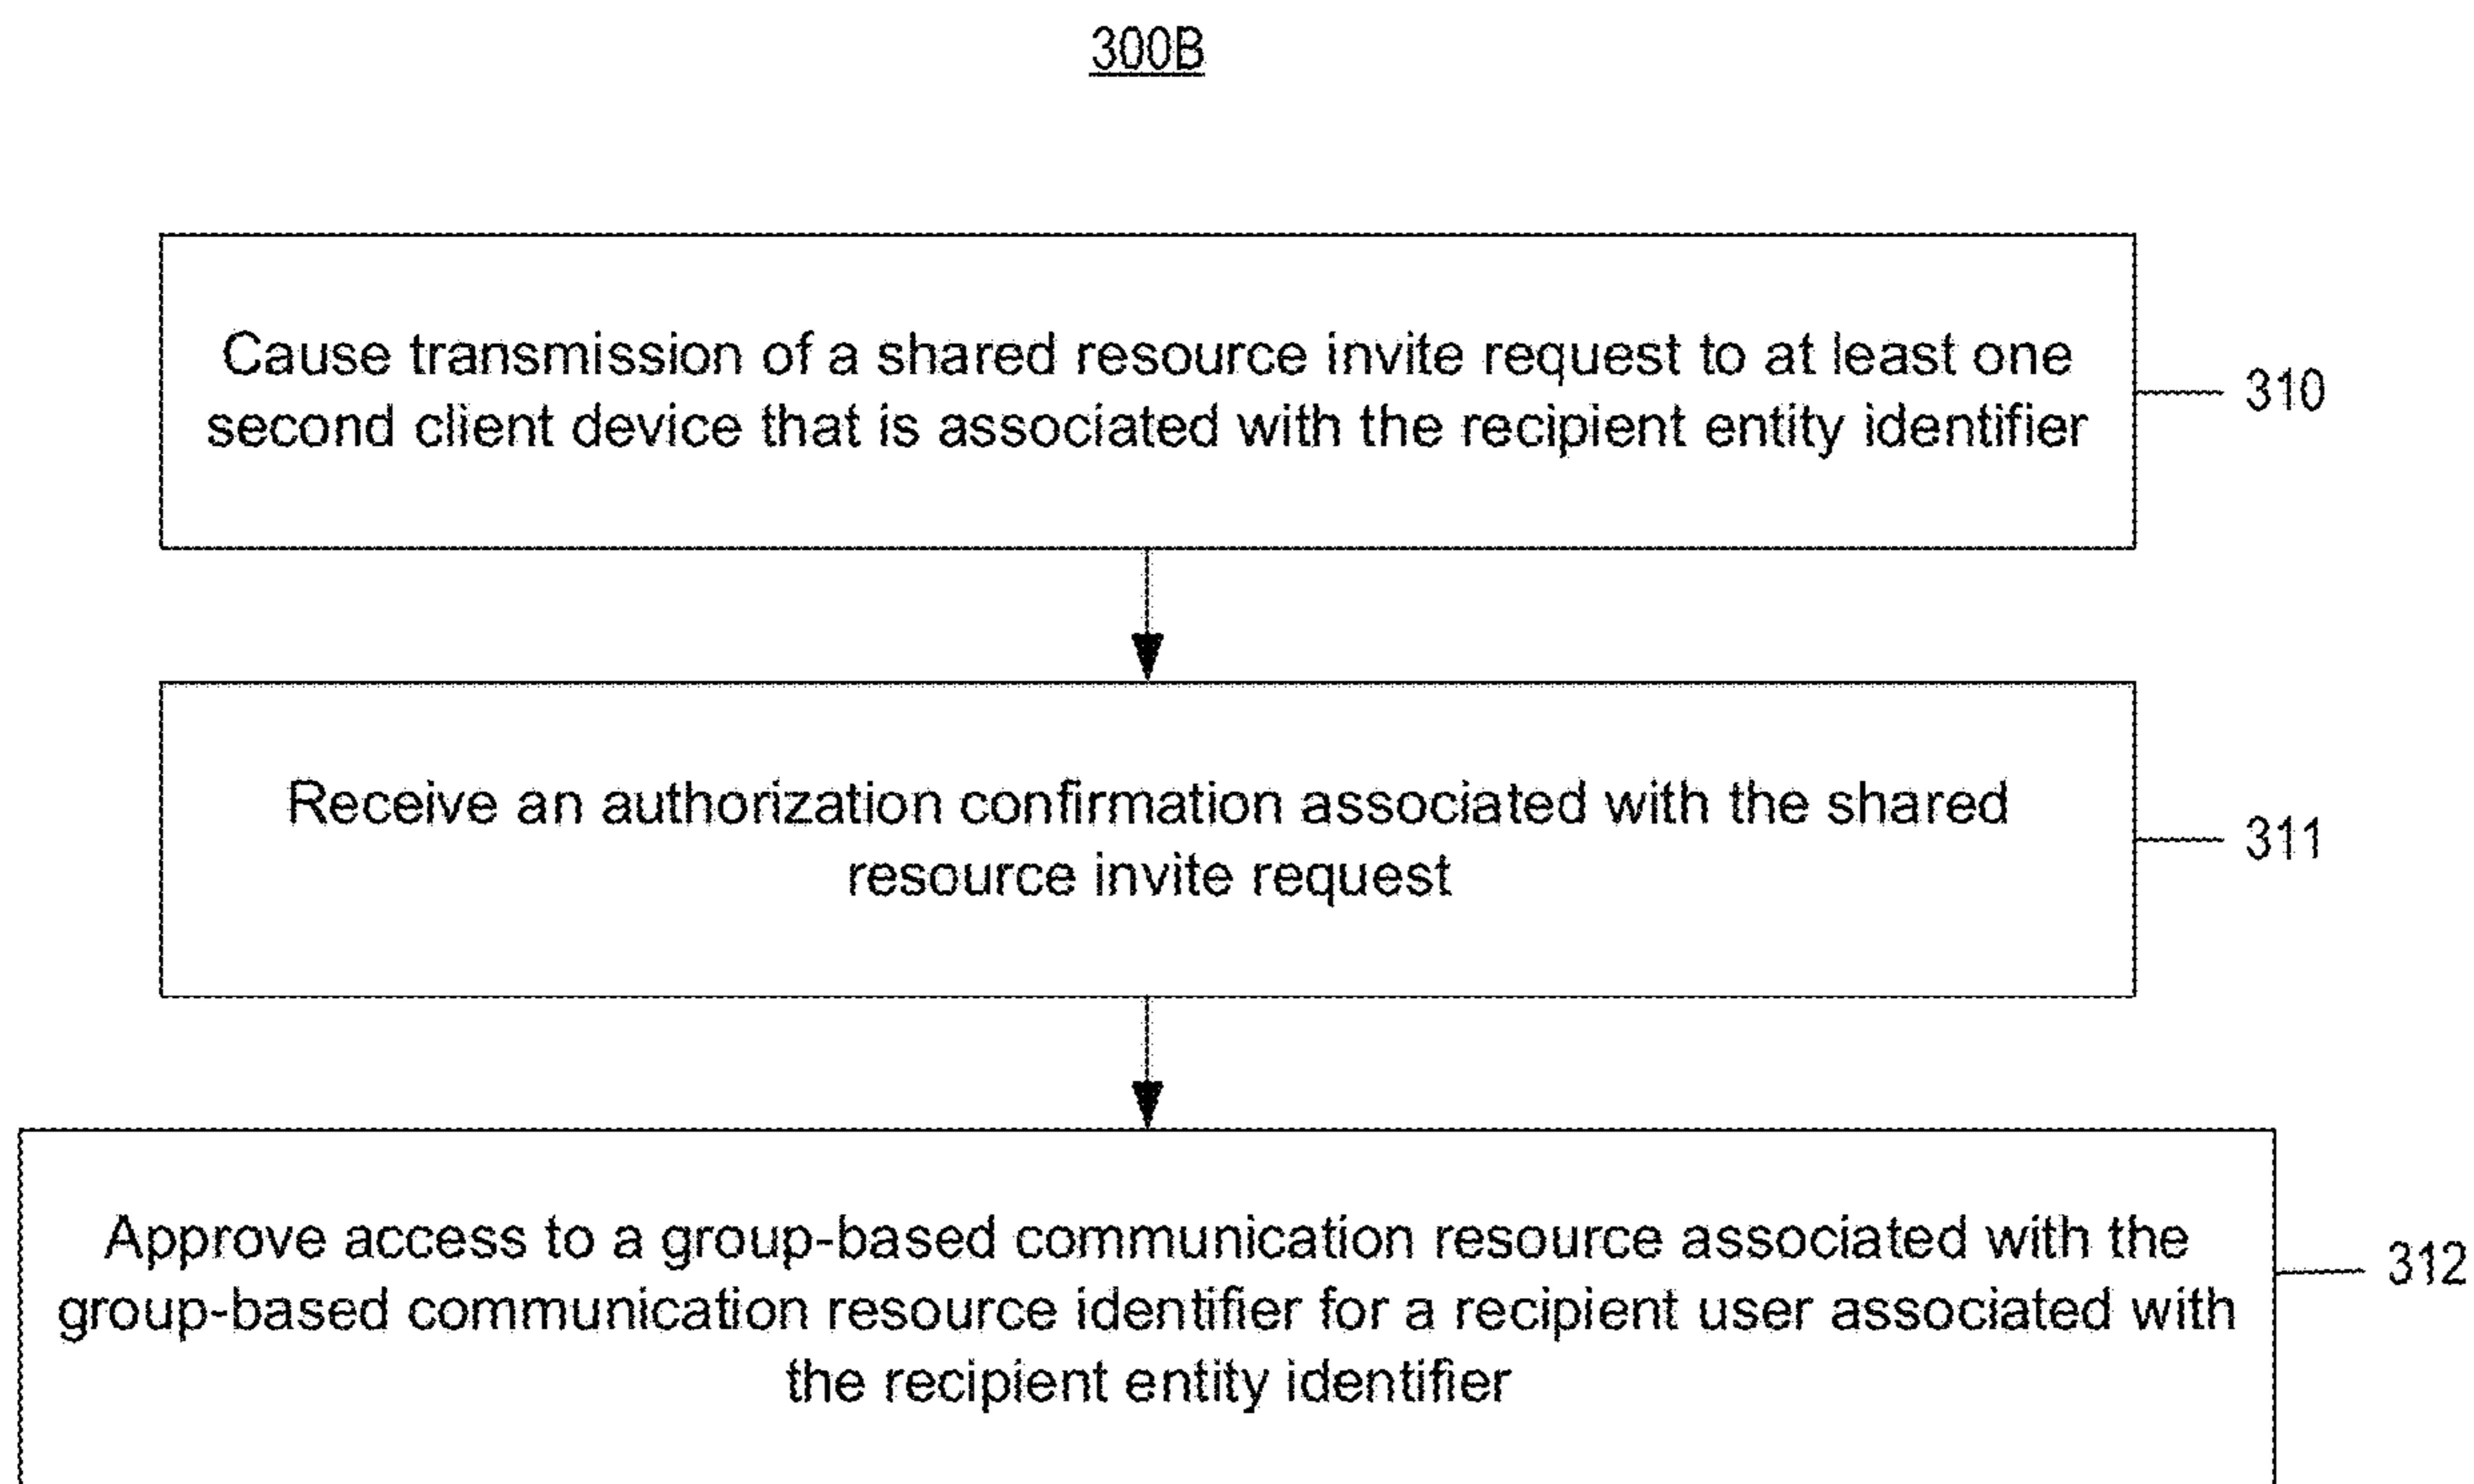 300B
Cause transmission of a shared resource invite request to at least one
second client device that is associated with the recipient entity identifier
310
Receive an authorization confirmation associated with the shared
resource invite request
311
Approve access to a group-based communication resource associated with the
group-based communication resource identifier for a recipient user associated with
the recipient entity identifier
312